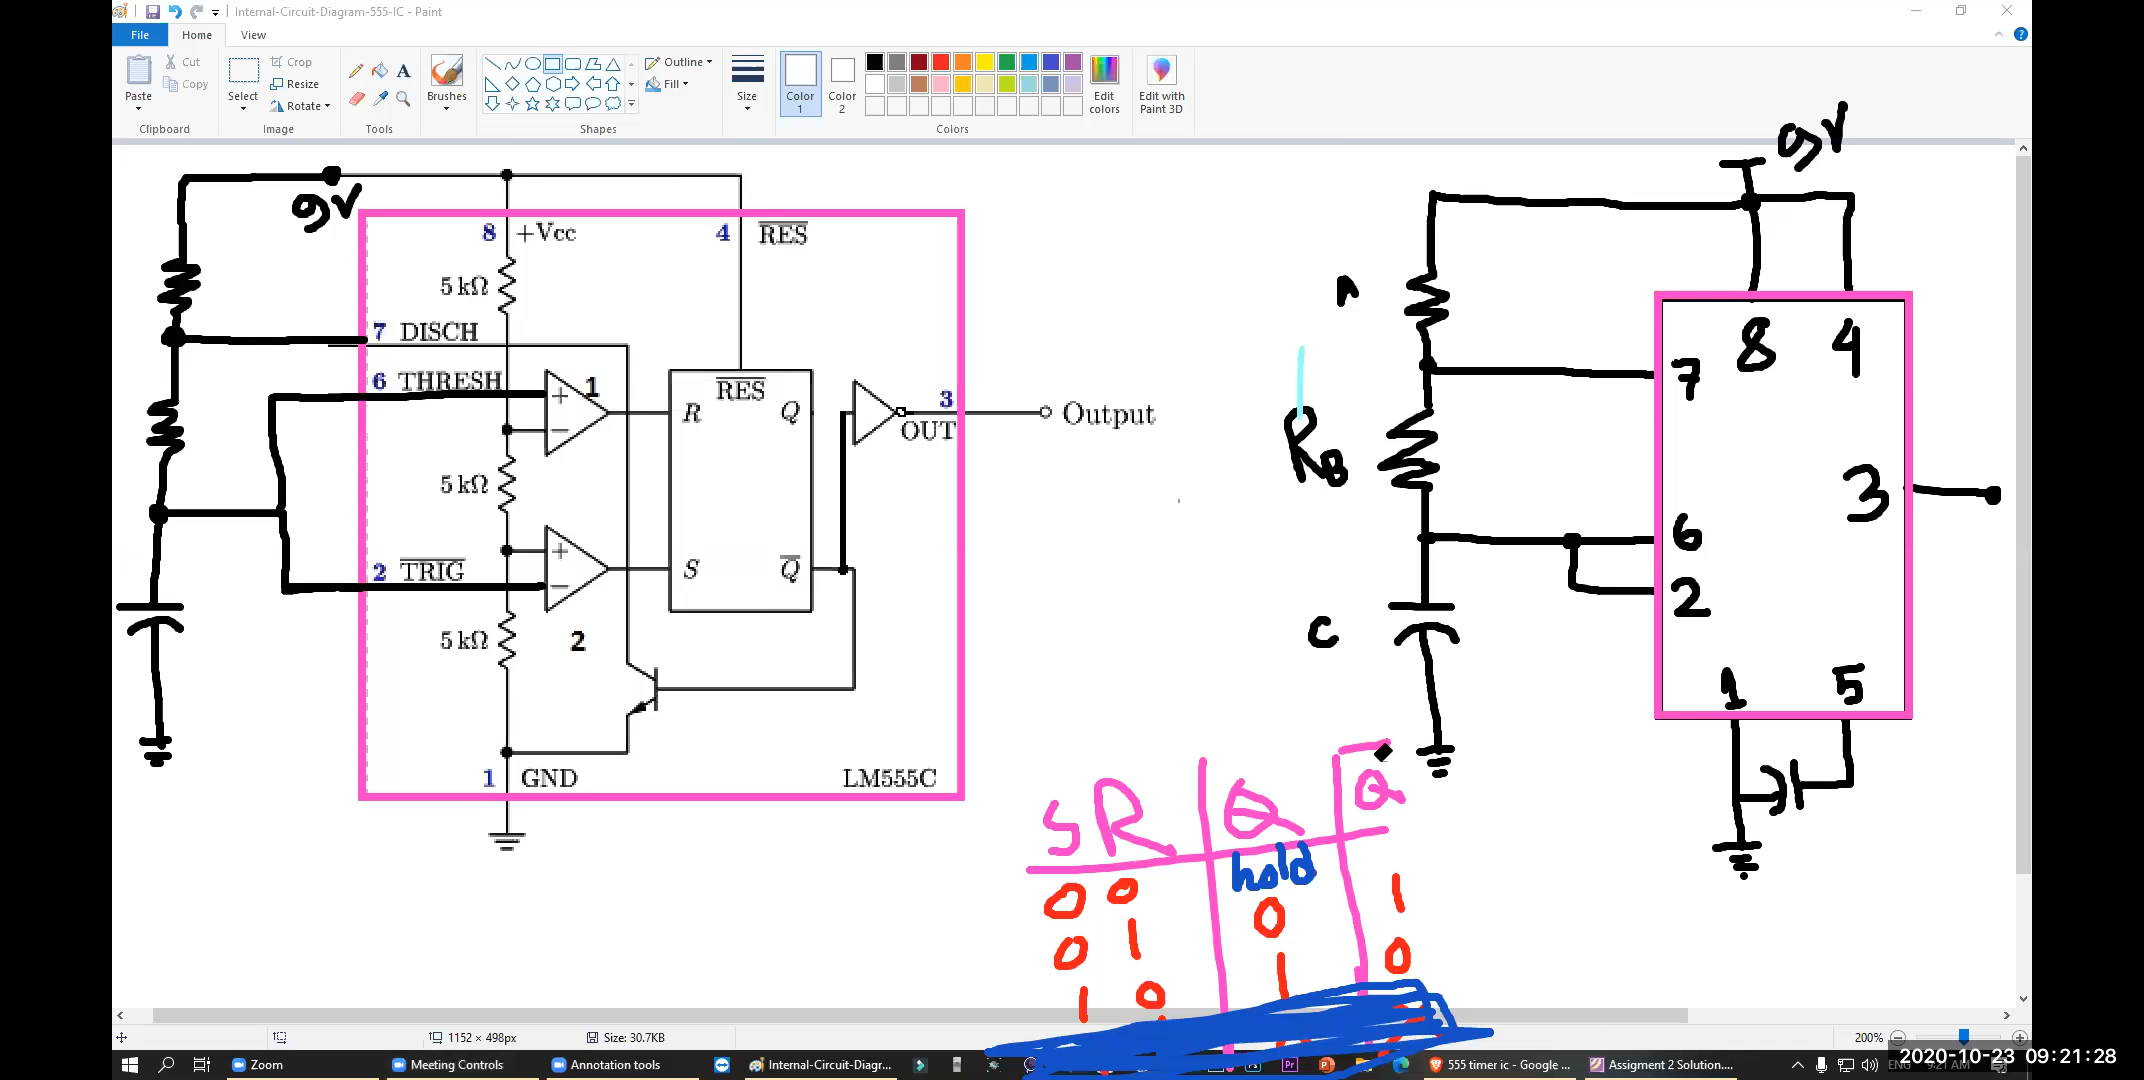 Internal-Circuit-Diagram-555-IC - Paint
File Home View
Paste
Cut
Copy
Clipboard
Select
Crop
Resize
Rotate
Image
A
Tools
Brushes
Outline
Fill
Shapes
Size
Color
1
Color
2
Edit
colors
Edit with
Paint 3D
Colors
9V
8 +Vcc
4 RES
5 kΩ
7 DISCH
6 THRESH
+
−
1
RES
R
Q
3
OUT
Output
5 kΩ
2 TRIG
+
−
S
Q
5 kΩ
2
1 GND
LM555C
9V
RB
C
8
4
7
3
6
2
1
5
S R Q Q
0 0 hold
0 1 0 1
1 0 1 0
1152 × 498px
Size: 30.7KB
200%
Zoom
Meeting Controls
Annotation tools
Internal-Circuit-Diagr...
555 timer ic - Google ...
Assigment 2 Solution....
ENG
9:21 AM
2020-10-23 09:21:28